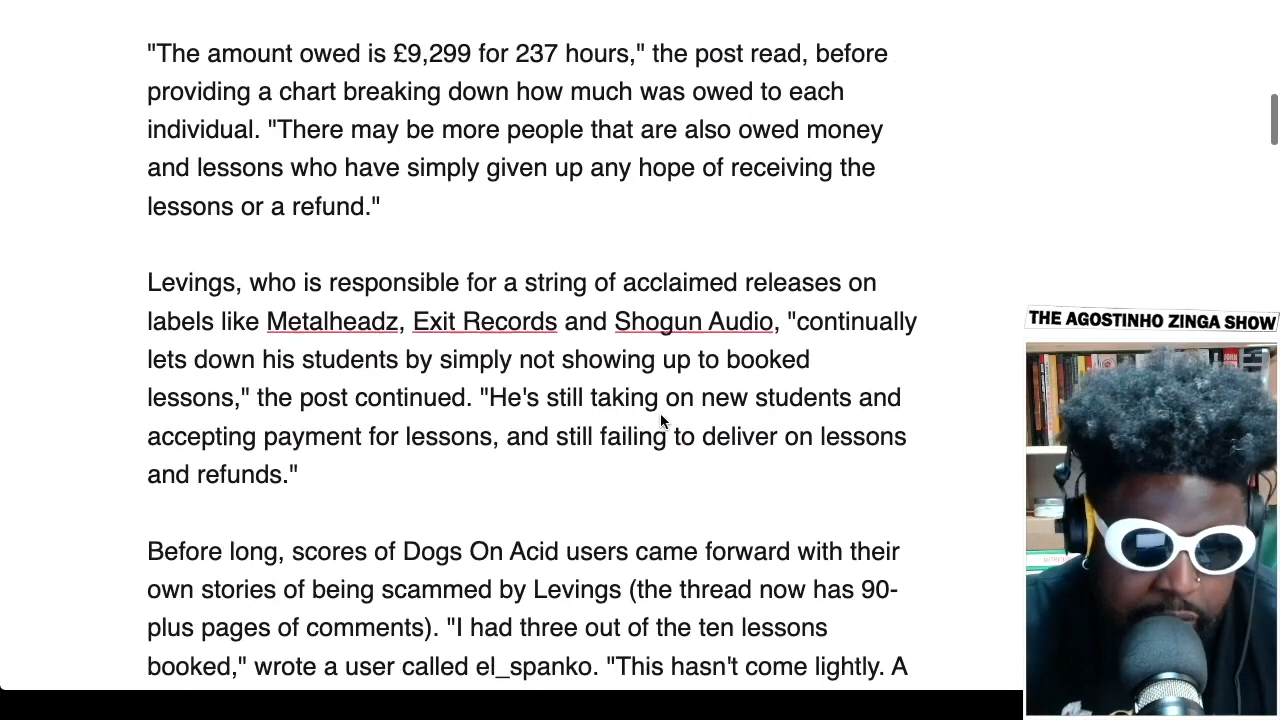 "The amount owed is £9,299 for 237 hours," the post read, before
providing a chart breaking down how much was owed to each
individual. "There may be more people that are also owed money
and lessons who have simply given up any hope of receiving the
lessons or a refund."
Levings, who is responsible for a string of acclaimed releases on
labels like Metalheadz, Exit Records and Shogun Audio, "continually
lets down his students by simply not showing up to booked
lessons," the post continued. "He's still taking on new students and
accepting payment for lessons, and still failing to deliver on lessons
and refunds."
Before long, scores of Dogs On Acid users came forward with their
own stories of being scammed by Levings (the thread now has 90-
plus pages of comments). "I had three out of the ten lessons
booked," wrote a user called el_spanko. "This hasn't come lightly. A
THE AGOSTINHO ZINGA SHOW